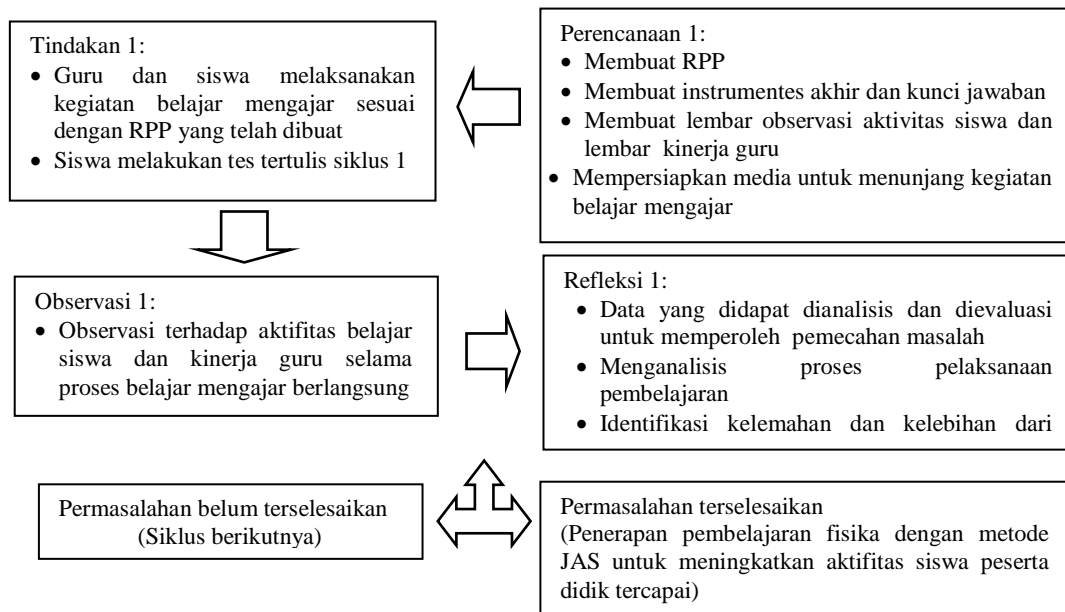 Tindakan 1:
• Guru dan siswa melaksanakan
kegiatan belajar mengajar sesuai
dengan RPP yang telah dibuat
• Siswa melakukan tes tertulis siklus 1
Perencanaan 1:
• Membuat RPP
• Membuat instrumentes akhir dan kunci jawaban
• Membuat lembar observasi aktivitas siswa dan
lembar kinerja guru
• Mempersiapkan media untuk menunjang kegiatan
belajar mengajar
Observasi 1:
• Observasi terhadap aktifitas belajar
siswa dan kinerja guru selama
proses belajar mengajar berlangsung
Refleksi 1:
• Data yang didapat dianalisis dan dievaluasi
untuk memperoleh pemecahan masalah
• Menganalisis proses pelaksanaan
pembelajaran
• Identifikasi kelemahan dan kelebihan dari
Permasalahan belum terselesaikan
(Siklus berikutnya)
Permasalahan terselesaikan
(Penerapan pembelajaran fisika dengan metode
JAS untuk meningkatkan aktifitas siswa peserta
didik tercapai)